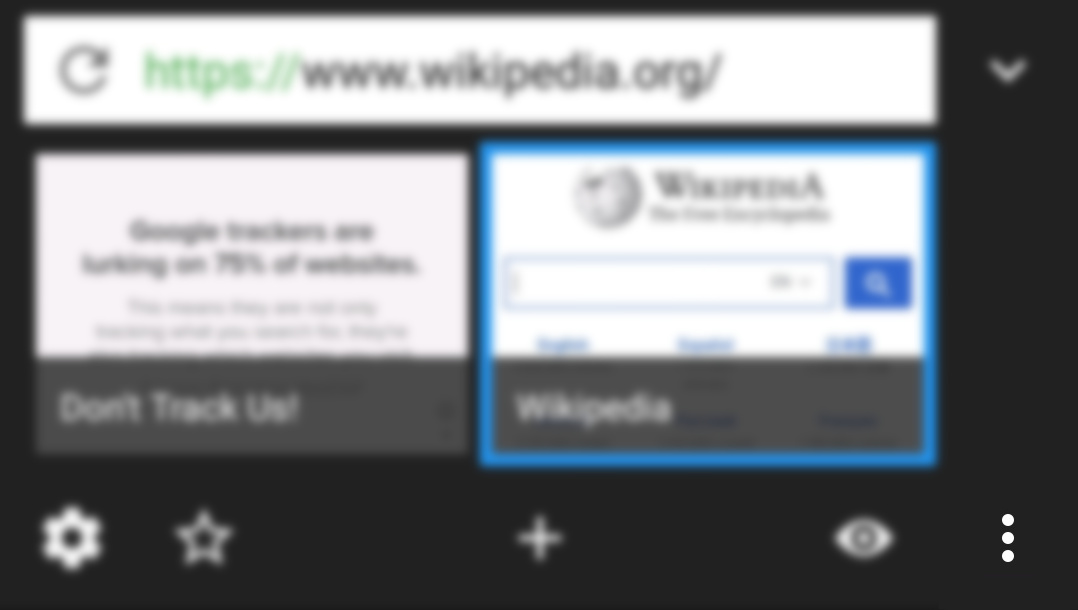 https://www.wikipedia.org/
Google trackers are
lurking on 75% of websites.
This means they are not only
tracking what you search for, they're
Don't Track Us!
WIKIPEDIA
The Free Encyclopedia
EN
English
Español
日本語
Wikipedia